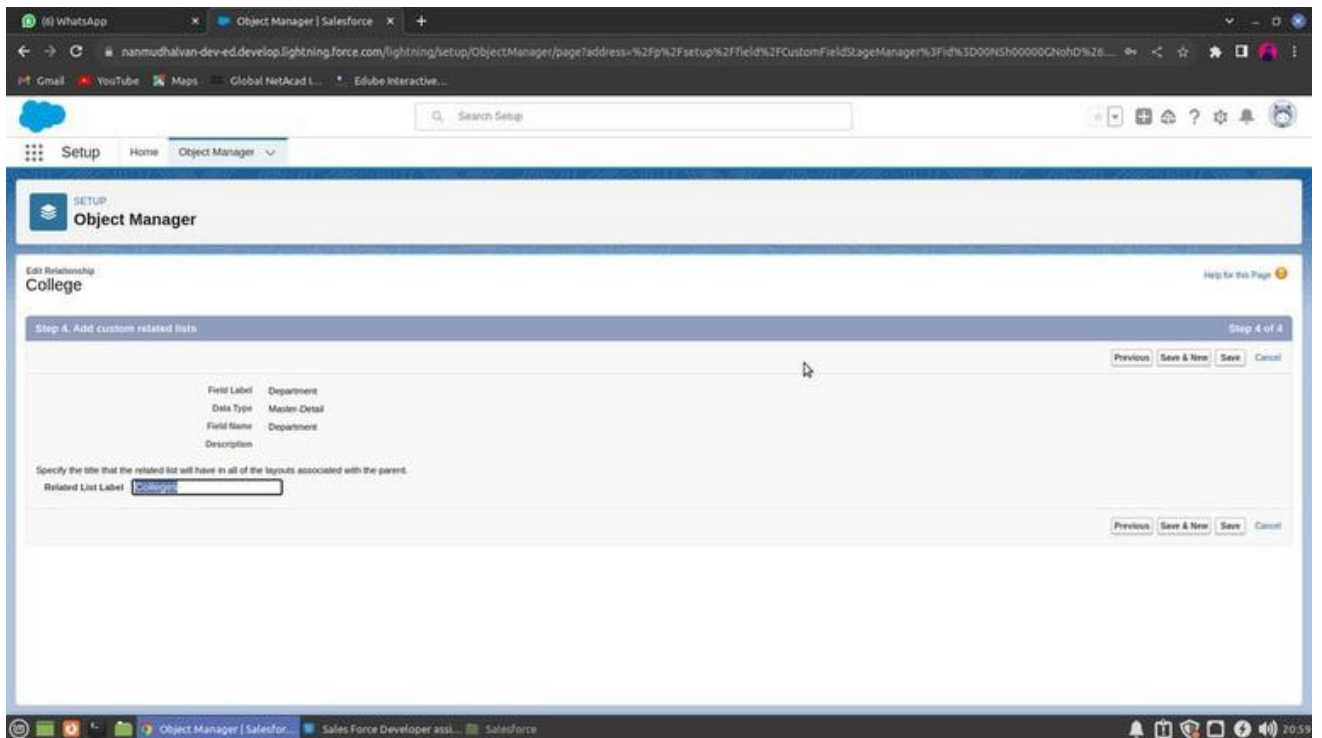 (6) WhatsApp
Object Manager | Salesforce
nanmudhalvan-dev-ed.develop.lightning.force.com/lightning/setup/ObjectManager/page?address=%2Fp%2Fsetup%2Ffield%2FCustomFieldStageManager%3Fid%3D00NSh00000GNohD%26...
Gmail YouTube Maps Global NetAcad I... Edube Interactive...
Search Setup
Setup Home Object Manager
SETUP
Object Manager
Edit Relationship
College
Help for this Page
Step 4. Add custom related lists Step 4 of 4
Previous Save & New Save Cancel
Field Label Department
Data Type Master-Detail
Field Name Department
Description
Specify the title that the related list will have in all of the layouts associated with the parent.
Related List Label Colleges
Previous Save & New Save Cancel
Object Manager | Salesfor... Sales Force Developer assi... Salesforce 20:59